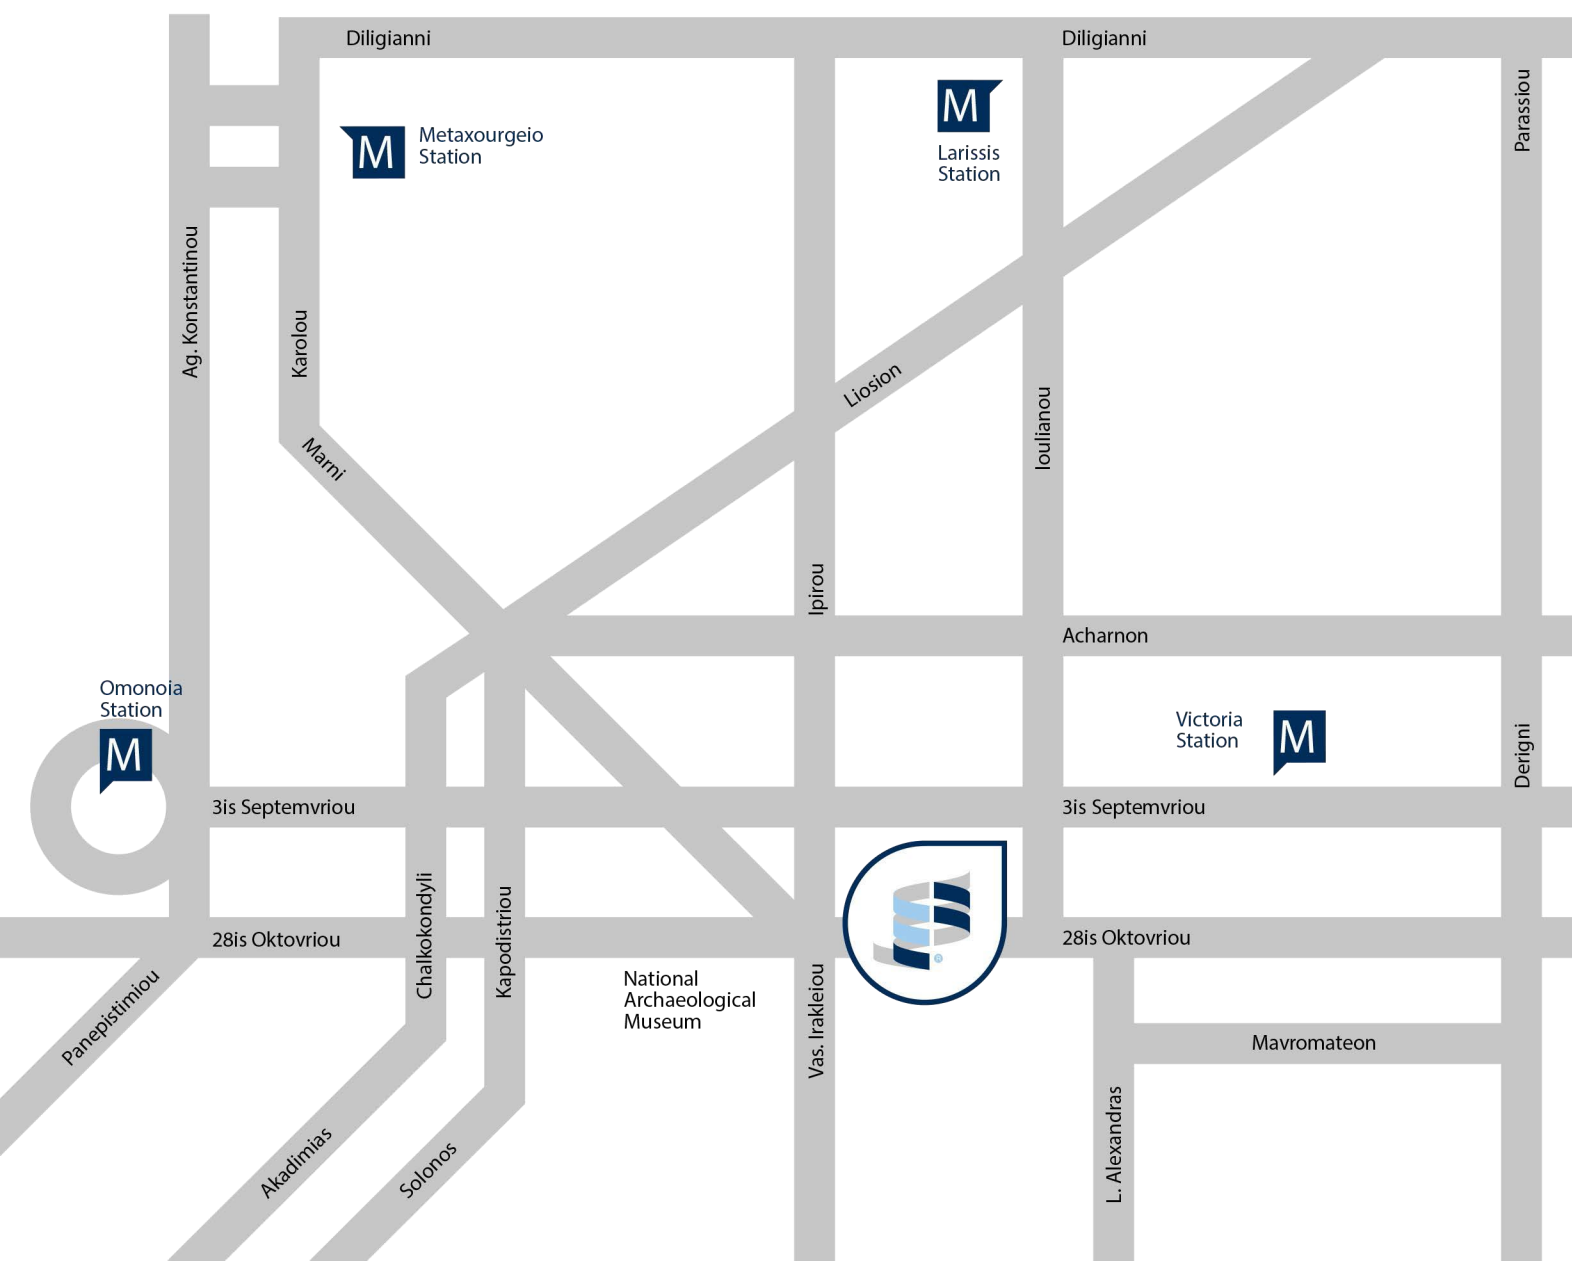 Diligianni
Diligianni
Parassiou
M
Metaxourgeio
Station
M
Larissis
Station
Ag. Konstantinou
Karolou
Marni
Liosion
Ioulianou
Ipirou
Acharnon
Omonoia
Station
M
Victoria
Station
M
Derigni
3is Septemvriou
3is Septemvriou
Chalkokondyli
Kapodistriou
28is Oktovriou
28is Oktovriou
®
National
Archaeological
Museum
Vas. Irakleiou
Panepistimiou
Mavromateon
L. Alexandras
Akadimias
Solonos